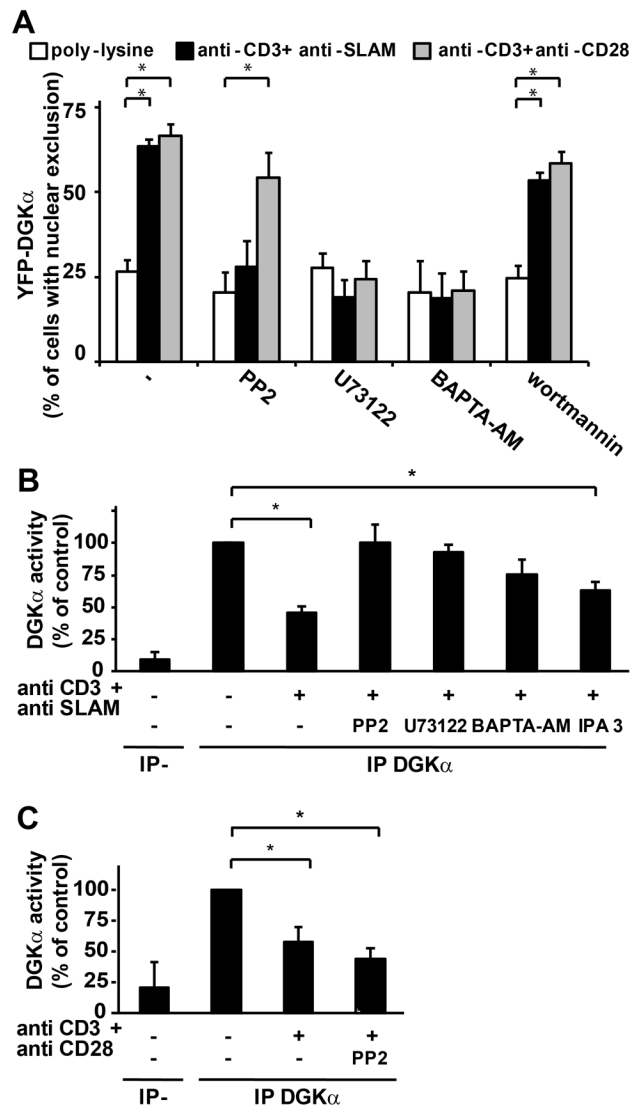 A
poly-lysine anti-CD3+ anti-SLAM anti-CD3+anti-CD28
* * * * *
YFP-DGKα
(% of cells with nuclear exclusion)
75
50
25
0
- PP2 U73122 BAPTA-AM wortmannin
B
*
*
DGKα activity
(% of control)
100
75
50
25
0
anti CD3 +
anti SLAM
- - + + + + +
- - - PP2 U73122 BAPTA-AM IPA 3
IP- IP DGKα
C
*
*
DGKα activity
(% of control)
100
75
50
25
0
anti CD3 +
anti CD28
- - + +
- - - PP2
IP- IP DGKα